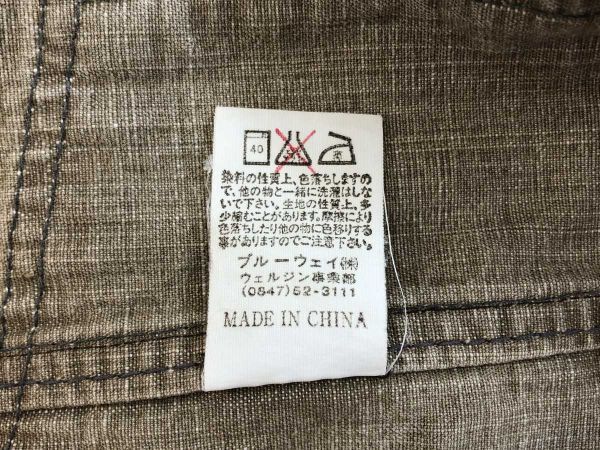 40
染料の性質上、色落ちしますの
で、他の物と一緒に洗濯はしな
いで下さい。生地の性質上、多
少縮むことがあります。摩擦により
色落ちしたり他の物に色移りする
事がありますのでご注意下さい。
ブルーウェイ㈱
ウェルジン事業部
(0847)52-3111
MADE IN CHINA